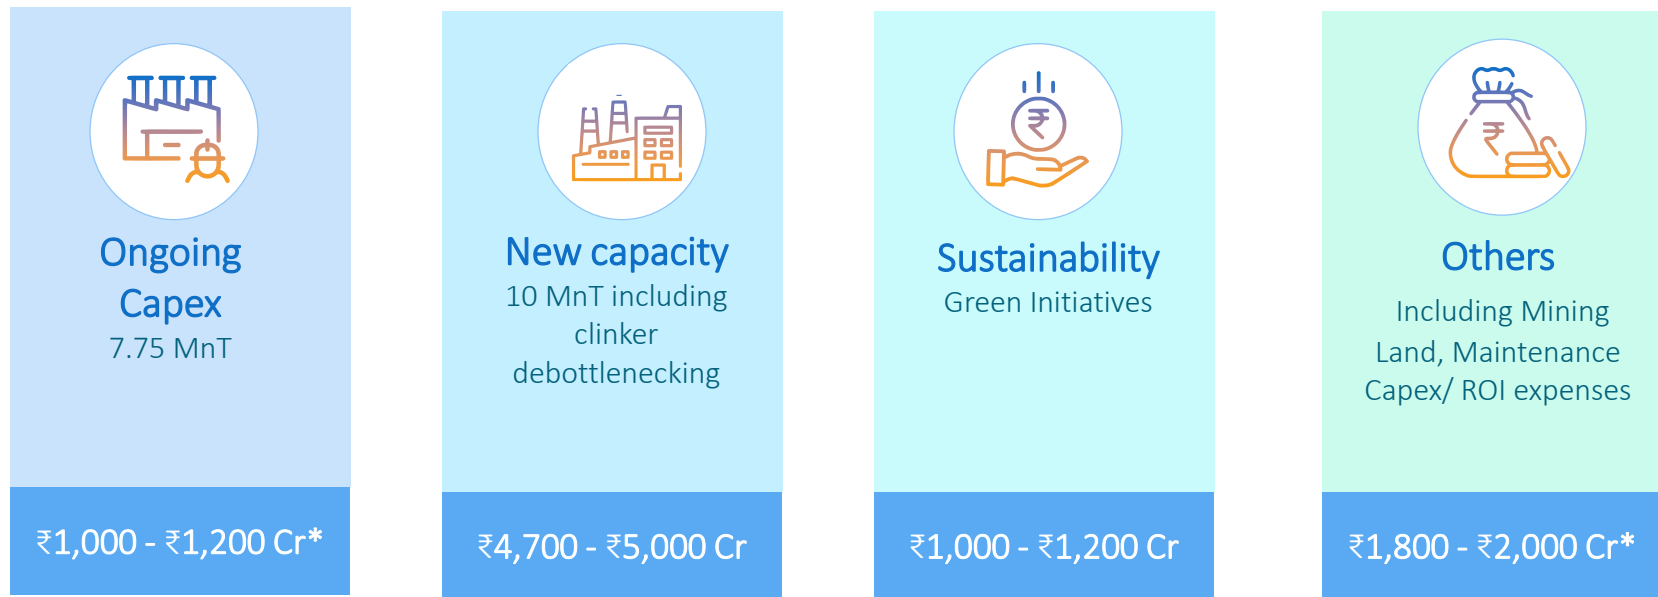 Ongoing
Capex
7.75 MnT
₹1,000 - ₹1,200 Cr*
New capacity
10 MnT including
clinker
debottlenecking
₹4,700 - ₹5,000 Cr
₹
Sustainability
Green Initiatives
₹1,000 - ₹1,200 Cr
₹
Others
Including Mining
Land, Maintenance
Capex/ ROI expenses
₹1,800 - ₹2,000 Cr*